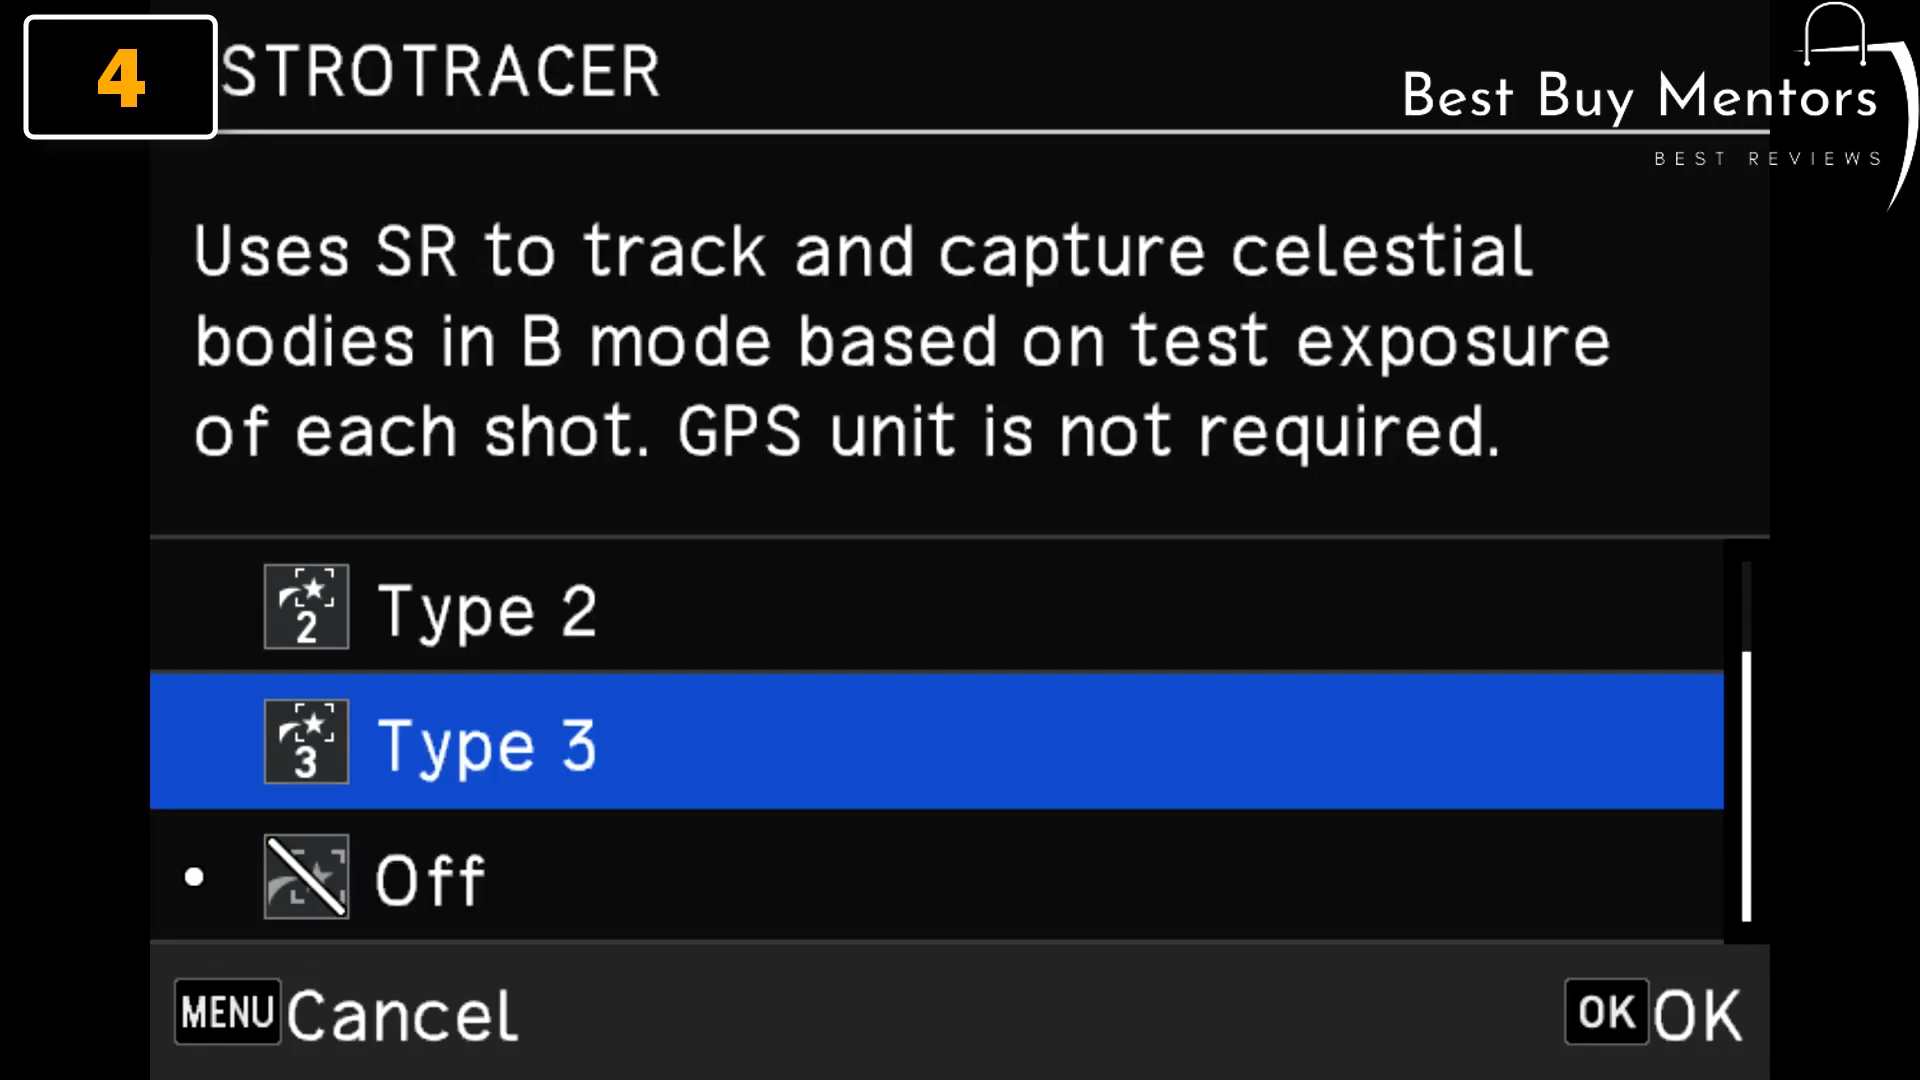 4
STROTRACER
Best Buy Mentors
BEST REVIEWS
Uses SR to track and capture celestial
bodies in B mode based on test exposure
of each shot. GPS unit is not required.
2 Type 2
3 Type 3
Off
MENU Cancel
OK OK